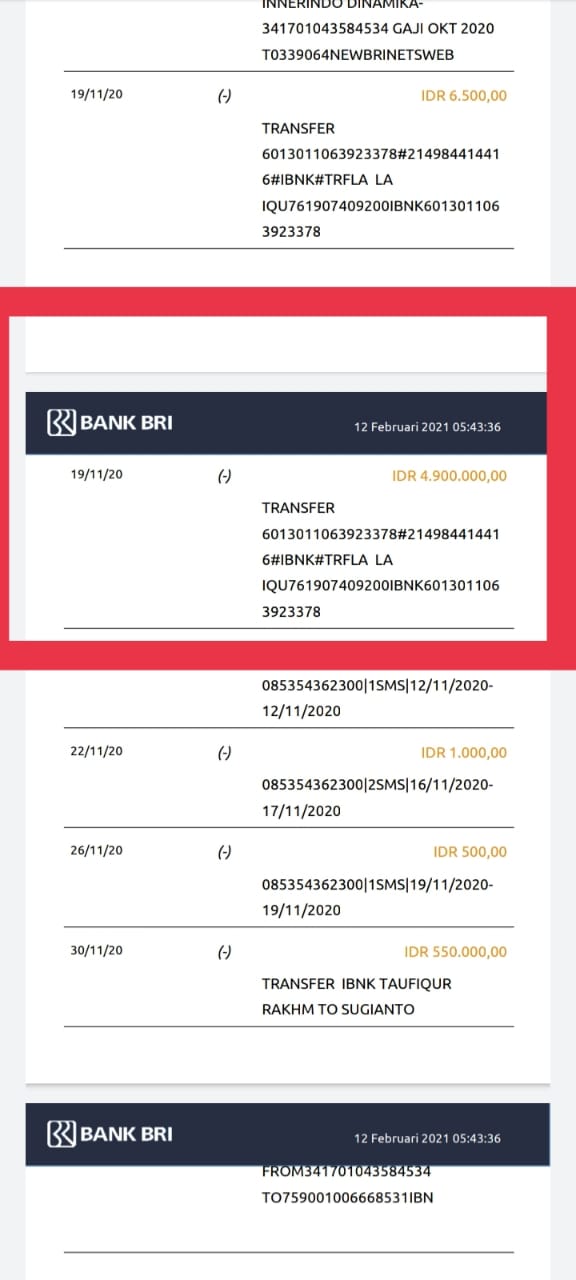 INNERINDO DINAMIKA-
341701043584534 GAJI OKT 2020
T0339064NEWBRINETSWEB
19/11/20 (-) IDR 6.500,00
TRANSFER
6013011063923378#21498441441
6#IBNK#TRFLA LA
IQU761907409200IBNK601301106
3923378
BANK BRI 12 Februari 2021 05:43:36
19/11/20 (-) IDR 4.900.000,00
TRANSFER
6013011063923378#21498441441
6#IBNK#TRFLA LA
IQU761907409200IBNK601301106
3923378
085354362300|1SMS|12/11/2020-
12/11/2020
22/11/20 (-) IDR 1.000,00
085354362300|2SMS|16/11/2020-
17/11/2020
26/11/20 (-) IDR 500,00
085354362300|1SMS|19/11/2020-
19/11/2020
30/11/20 (-) IDR 550.000,00
TRANSFER IBNK TAUFIQUR
RAKHM TO SUGIANTO
BANK BRI 12 Februari 2021 05:43:36
FROM341701043584534
TO759001006668531IBN